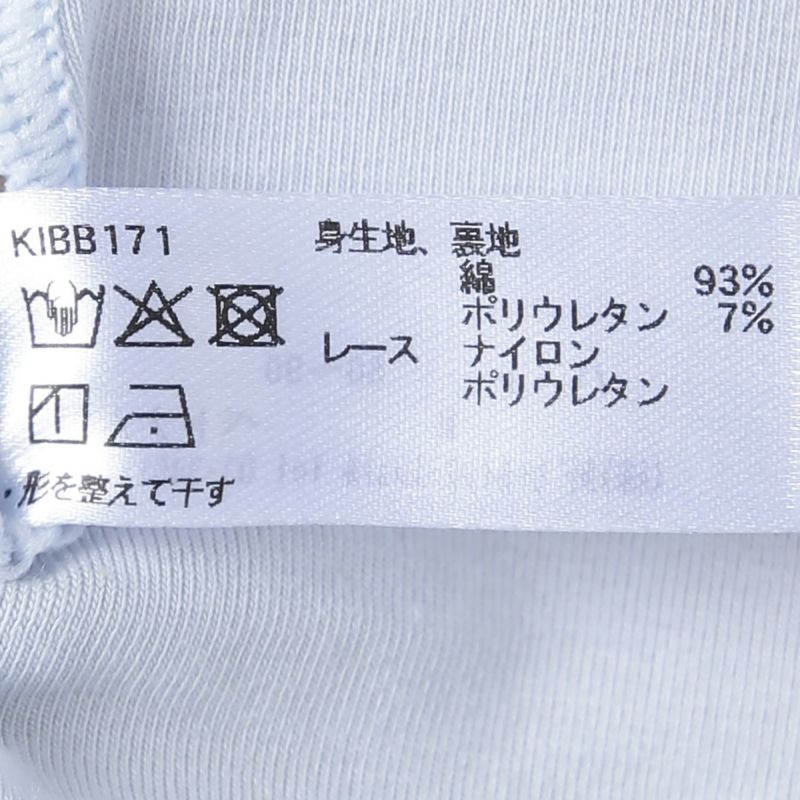 KIBB171
身生地、裏地
綿 93%
ポリウレタン 7%
レース ナイロン
ポリウレタン
・形を整えて干す